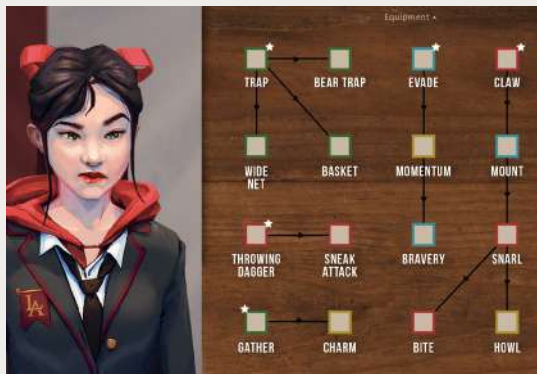 Equipment
TRAP
BEAR TRAP
EVADE
CLAW
WIDE
NET
BASKET
MOMENTUM
MOUNT
THROWING
DAGGER
SNEAK
ATTACK
BRAVERY
SNARL
GATHER
CHARM
BITE
HOWL
LA